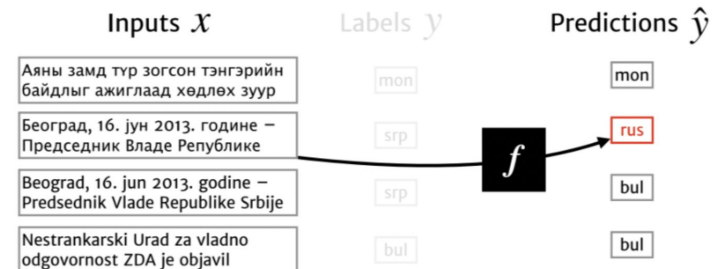 Inputs x Labels y Predictions ŷ
Аяны замд түр зогсон тэнгэрийн
байдлыг ажиглаад хөдлөх зуур
mon
mon
Београд, 16. јун 2013. године –
Председник Владе Републике
srp
f
rus
Beograd, 16. jun 2013. godine –
Predsednik Vlade Republike Srbije
srp
bul
Nestrankarski Urad za vladno
odgovornost ZDA je objavil
bul
bul